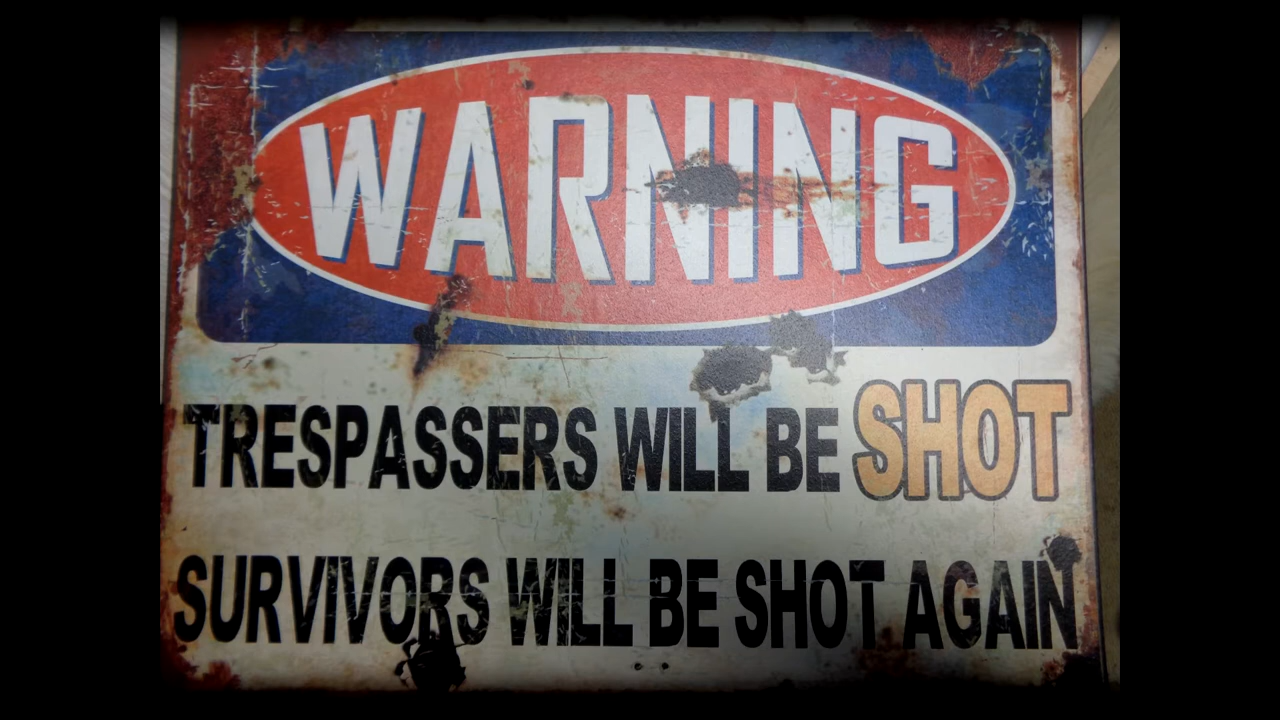 WARNING
TRESPASSERS WILL BE SHOT
SURVIVORS WILL BE SHOT AGAIN